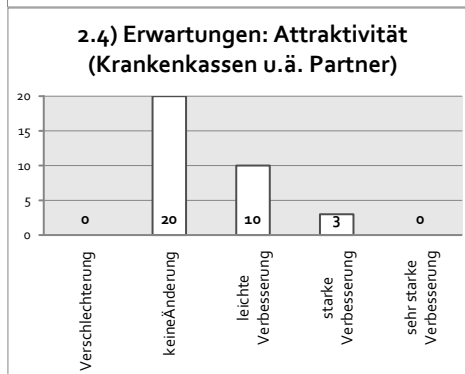 2.4) Erwartungen: Attraktivität
(Krankenkassen u.ä. Partner)
20
15
10
5
0
0
20
10
3
0
Verschlechterung
keineÄnderung
leichte
Verbesserung
starke
Verbesserung
sehr starke
Verbesserung